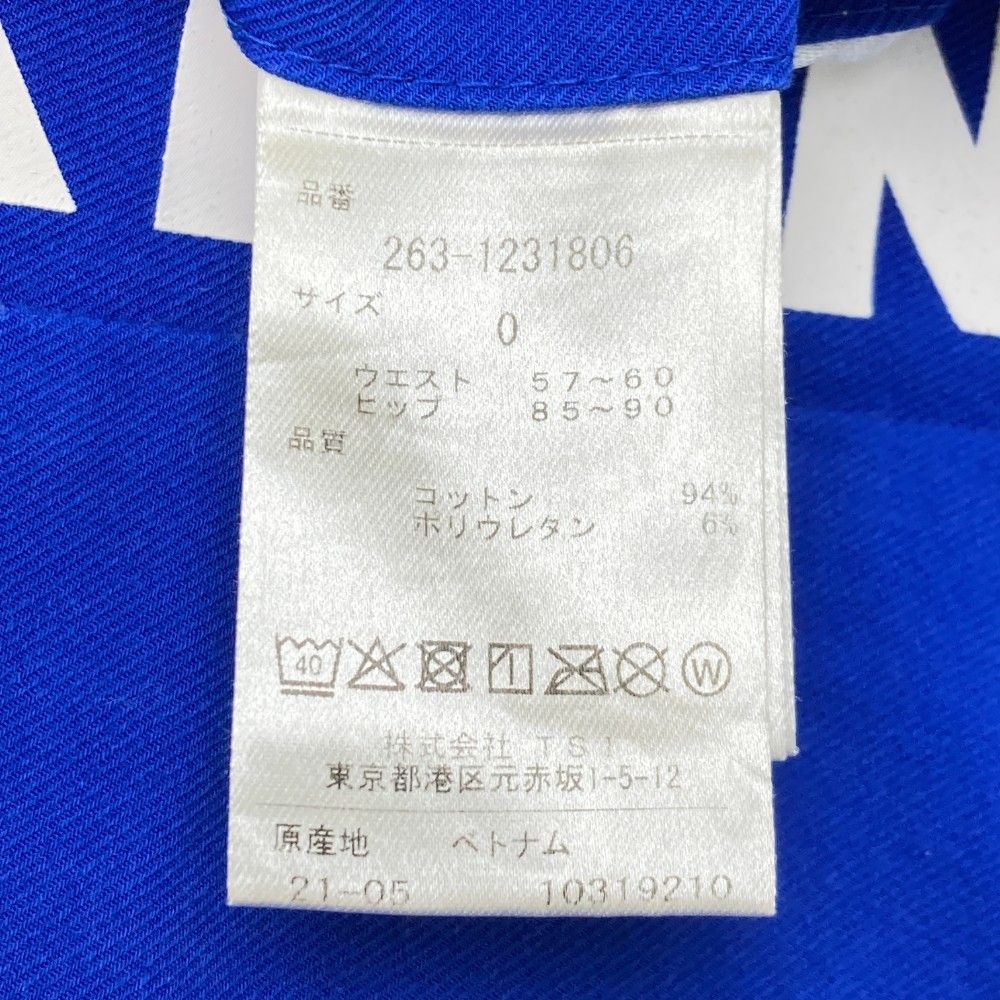 品番
263-1231806
サイズ
0
ウエスト 57～60
ヒップ 85～90
品質
コットン 94%
ポリウレタン 6%
40 W
株式会社 TSI
東京都港区元赤坂1-5-12
原産地 ベトナム
21-05 10319210